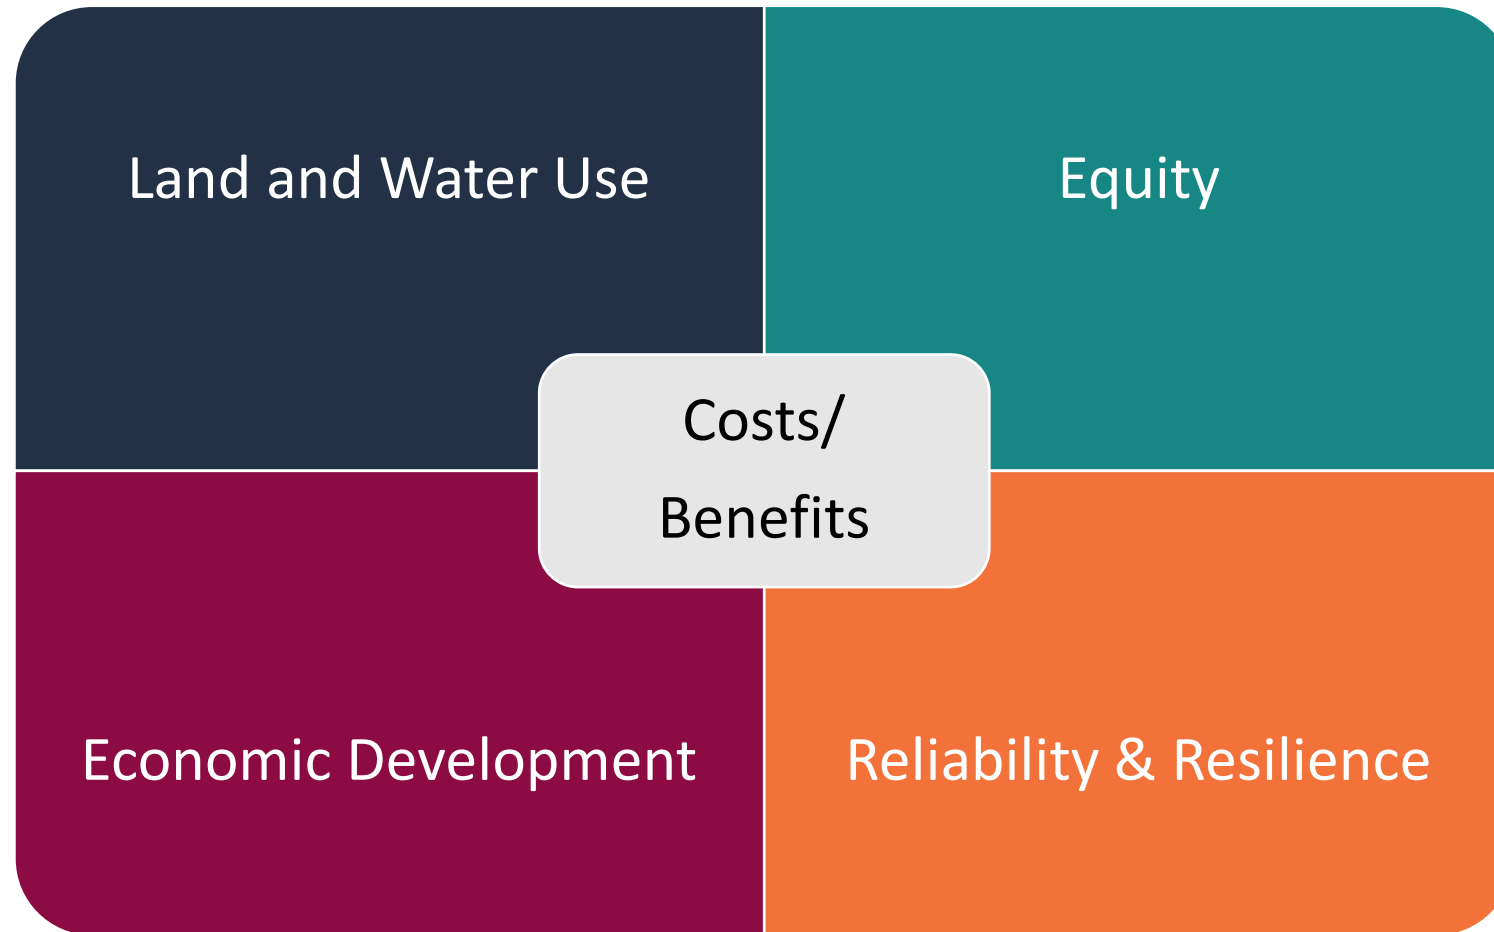 Land and Water Use
Equity
Costs/
Benefits
Economic Development
Reliability & Resilience